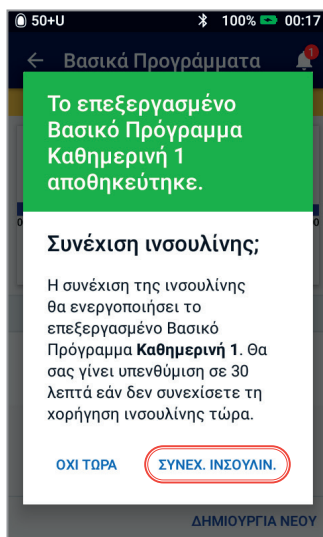 50+U 100% 00:17
Βασικά Προγράμματα 1
Το επεξεργασμένο
Βασικό Πρόγραμμα
Καθημερινή 1
αποθηκεύτηκε.
Συνέχιση ινσουλίνης;
Η συνέχιση της ινσουλίνης
θα ενεργοποιήσει το
επεξεργασμένο Βασικό
Πρόγραμμα Καθημερινή 1. Θα
σας γίνει υπενθύμιση σε 30
λεπτά εάν δεν συνεχίσετε τη
χορήγηση ινσουλίνης τώρα.
ΟΧΙ ΤΩΡΑ ΣΥΝΕΧ. ΙΝΣΟΥΛΙΝ.
ΔΗΜΙΟΥΡΓΙΑ ΝΕΟΥ